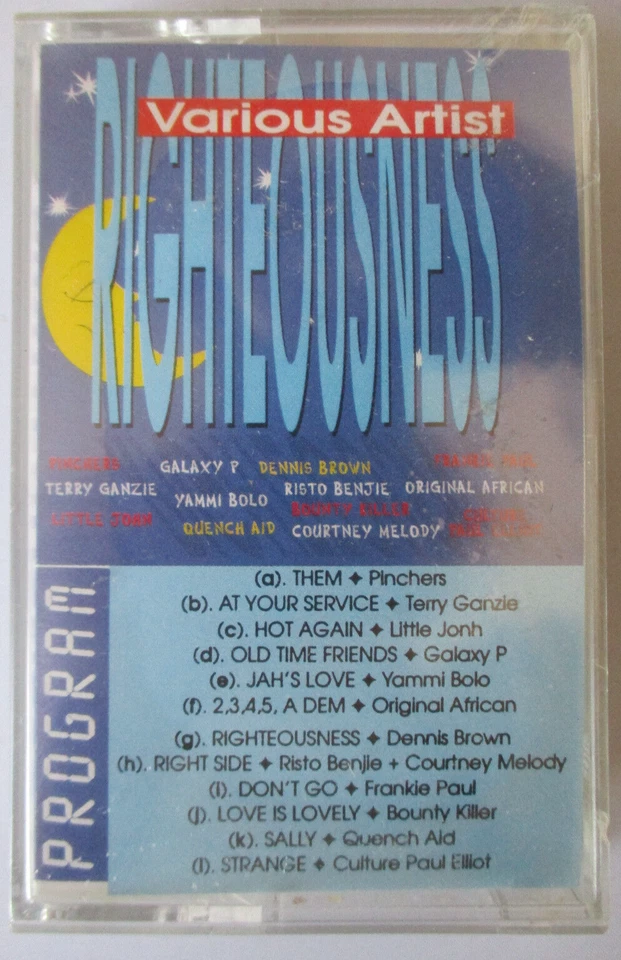 RIGHTEOUSNESS
Various Artist
PINCHERS GALAXY P DENNIS BROWN FRANKIE PAUL
TERRY GANZIE YAMMI BOLO RISTO BENJIE ORIGINAL AFRICAN
LITTLE JOHN QUENCH AID BOUNTY KILLER COURTNEY MELODY CULTURE PAUL ELLIOT
PROGRAM
(a). THEM ✦ Pinchers
(b). AT YOUR SERVICE ✦ Terry Ganzie
(c). HOT AGAIN ✦ Little Jonh
(d). OLD TIME FRIENDS ✦ Galaxy P
(e). JAH'S LOVE ✦ Yammi Bolo
(f). 2,3,4,5, A DEM ✦ Original African
(g). RIGHTEOUSNESS ✦ Dennis Brown
(h). RIGHT SIDE ✦ Risto Benjie + Courtney Melody
(i). DON'T GO ✦ Frankie Paul
(j). LOVE IS LOVELY ✦ Bounty Killer
(k). SALLY ✦ Quench Aid
(l). STRANGE ✦ Culture Paul Elliot